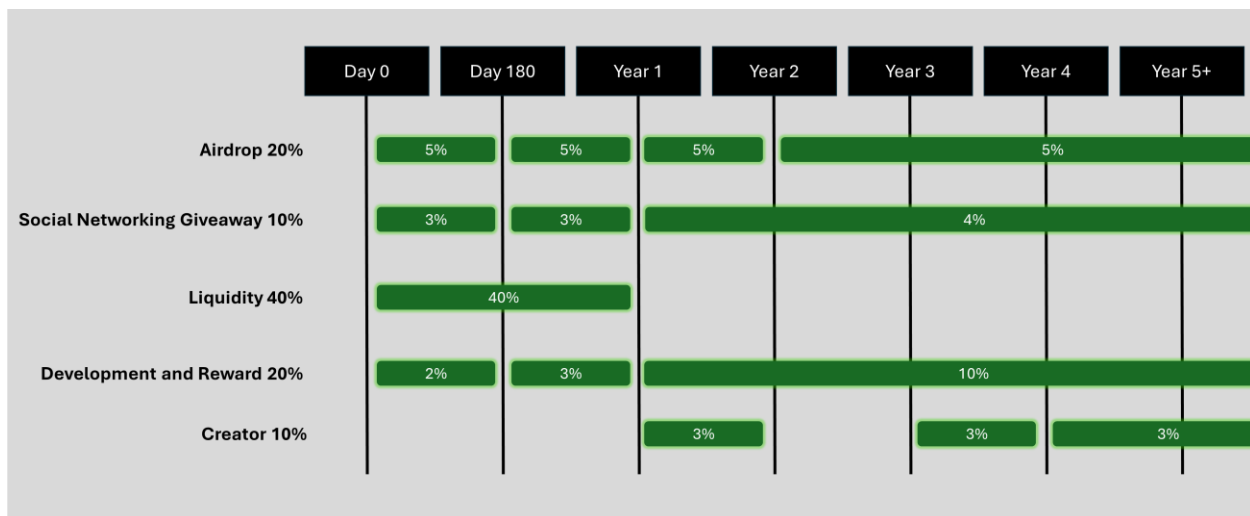 Day 0 Day 180 Year 1 Year 2 Year 3 Year 4 Year 5+
Airdrop 20% 5% 5% 5% 5%
Social Networking Giveaway 10% 3% 3% 4%
Liquidity 40% 40%
Development and Reward 20% 2% 3% 10%
Creator 10% 3% 3% 3%